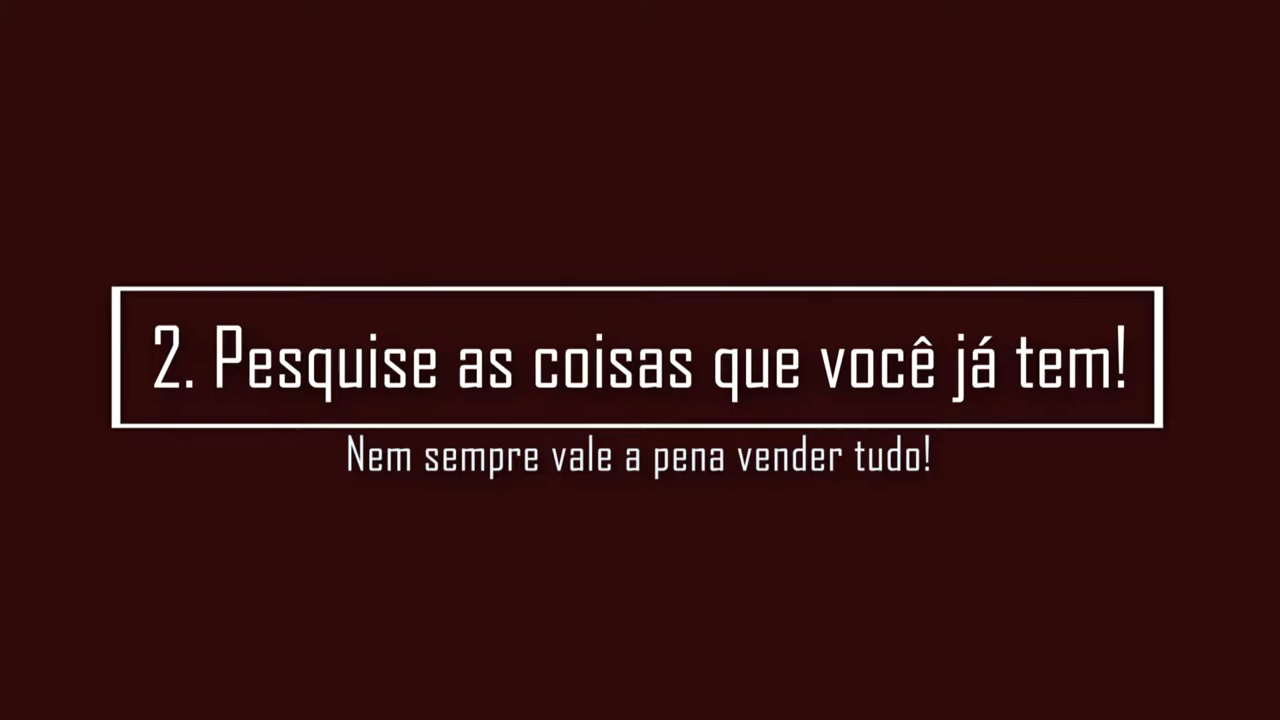 2. Pesquise as coisas que você já tem!
Nem sempre vale a pena vender tudo!